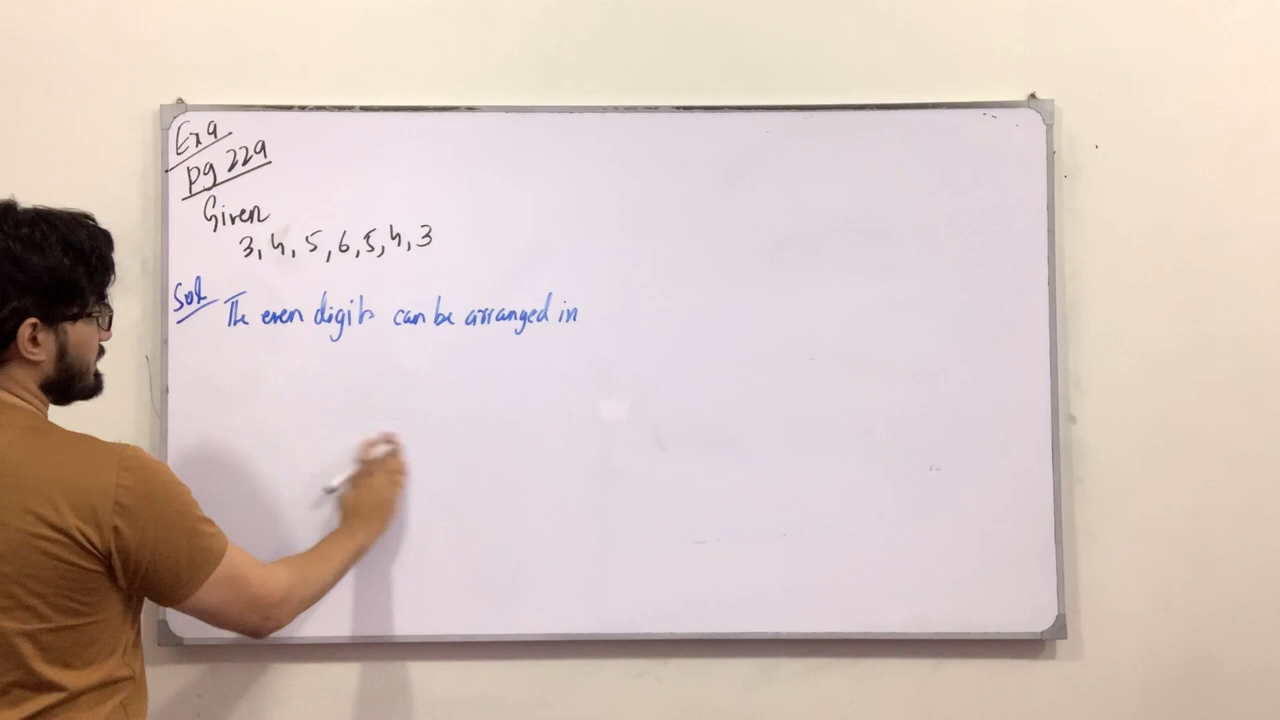 Ex 9
pg 229
Given
3, 4, 5, 6, 5, 4, 3
Sol The even digits can be arranged in